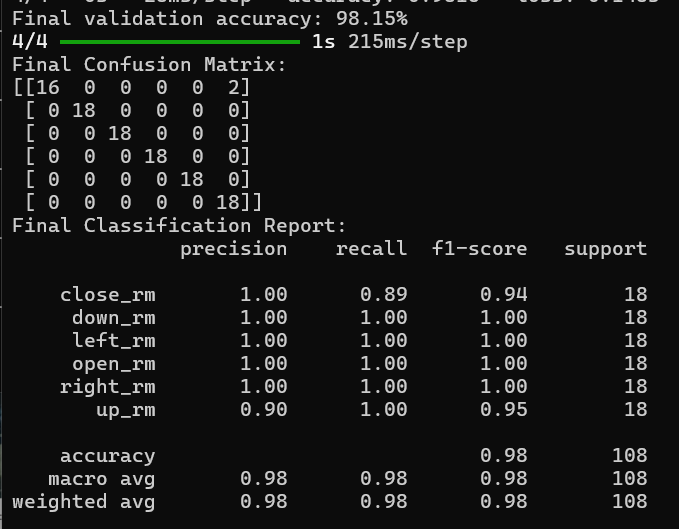 Final validation accuracy: 98.15%
4/4 1s 215ms/step
Final Confusion Matrix:
[[16  0  0  0  0  2]
 [ 0 18  0  0  0  0]
 [ 0  0 18  0  0  0]
 [ 0  0  0 18  0  0]
 [ 0  0  0  0 18  0]
 [ 0  0  0  0  0 18]]
Final Classification Report:
precision recall f1-score support
close_rm 1.00 0.89 0.94 18
down_rm 1.00 1.00 1.00 18
left_rm 1.00 1.00 1.00 18
open_rm 1.00 1.00 1.00 18
right_rm 1.00 1.00 1.00 18
up_rm 0.90 1.00 0.95 18
accuracy 0.98 108
macro avg 0.98 0.98 0.98 108
weighted avg 0.98 0.98 0.98 108